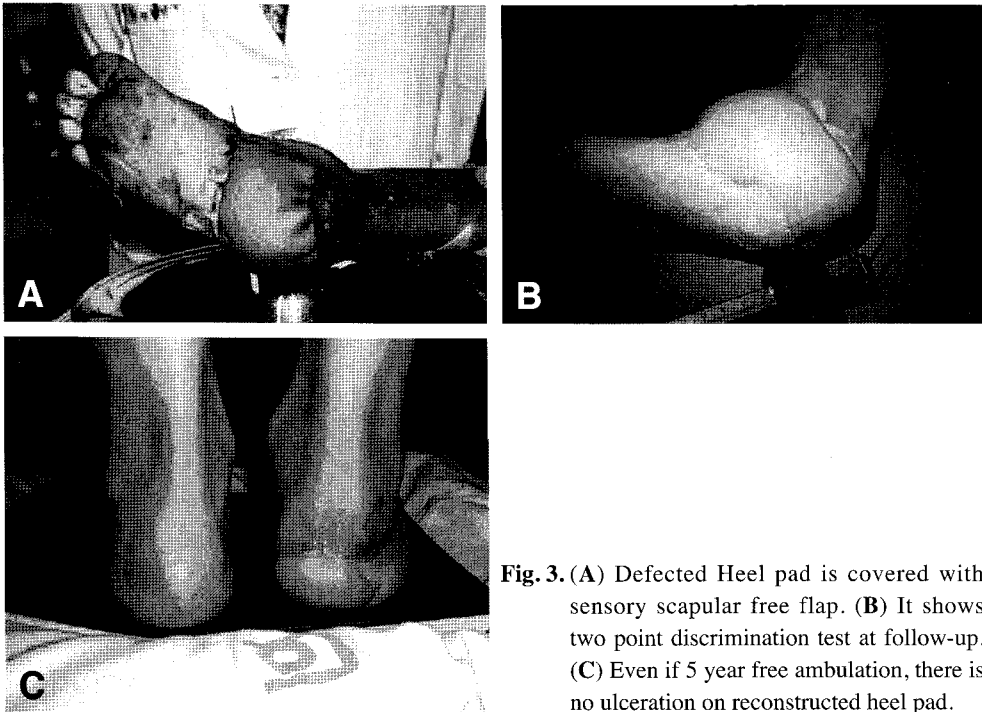 A
B
C
Fig. 3. (A) Defected Heel pad is covered with
sensory scapular free flap. (B) It shows
two point discrimination test at follow-up.
(C) Even if 5 year free ambulation, there is
no ulceration on reconstructed heel pad.